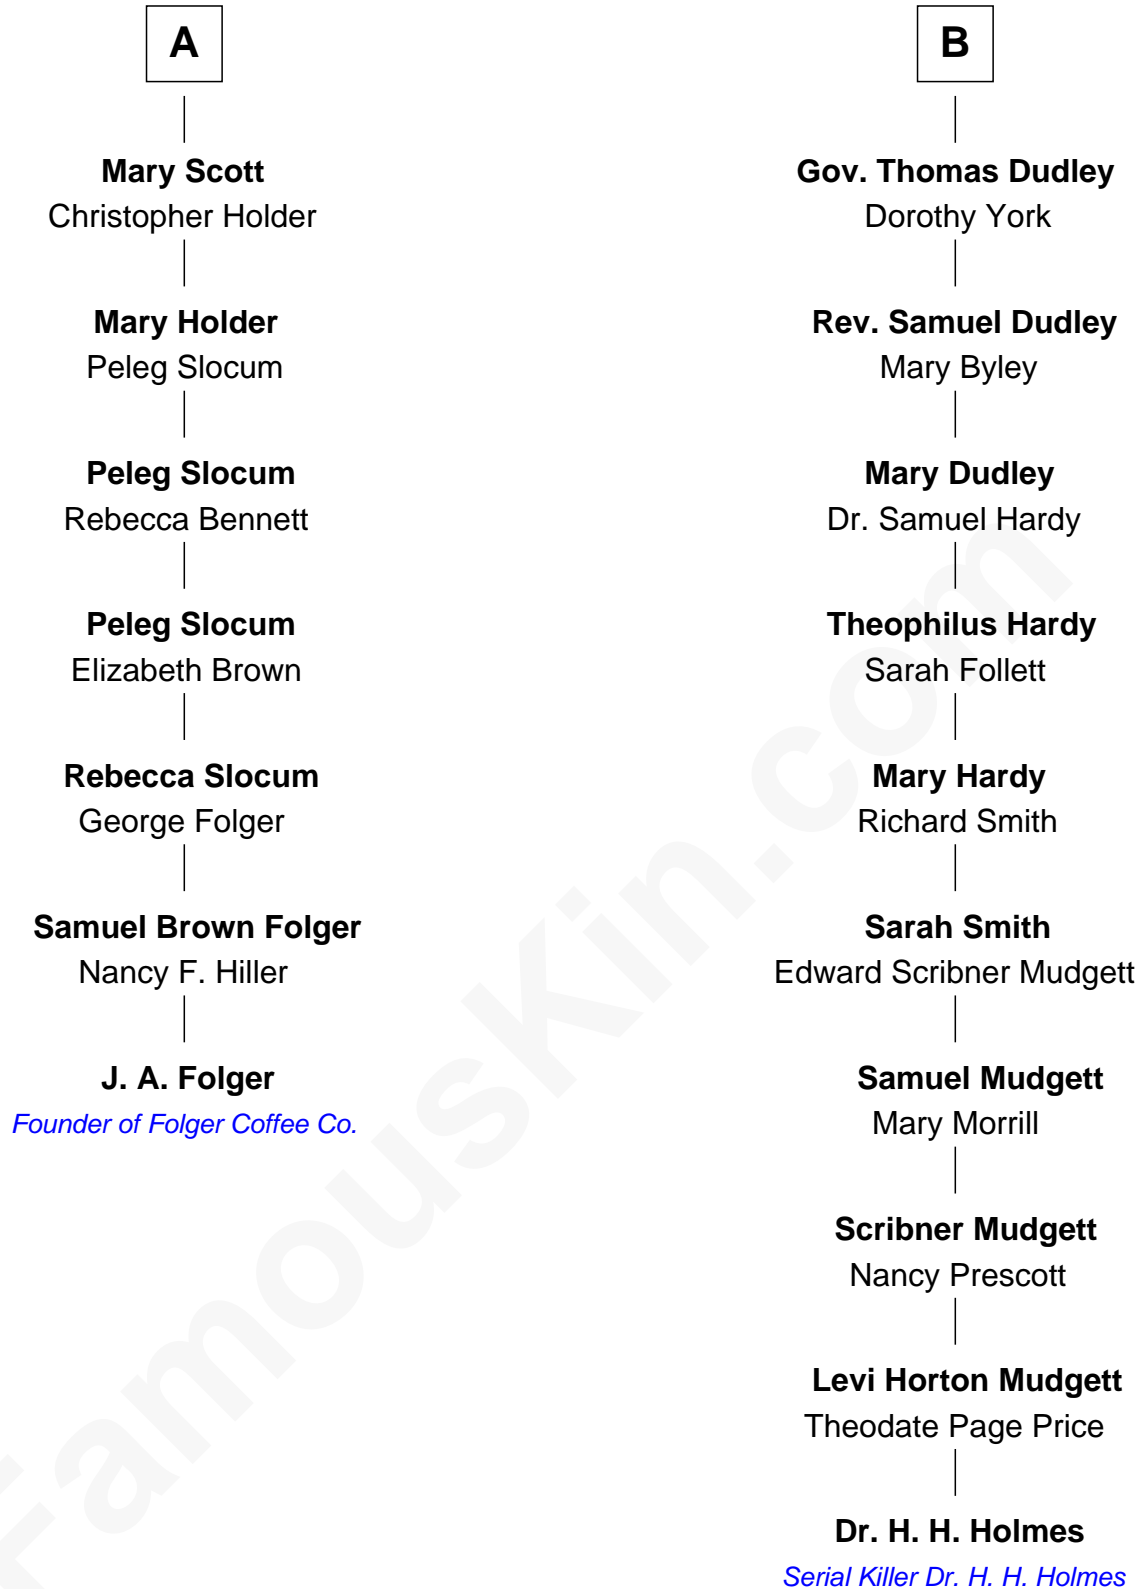 A
Mary Scott
Christopher Holder
Mary Holder
Peleg Slocum
Peleg Slocum
Rebecca Bennett
Peleg Slocum
Elizabeth Brown
Rebecca Slocum
George Folger
Samuel Brown Folger
Nancy F. Hiller
J. A. Folger
Founder of Folger Coffee Co.
B
Gov. Thomas Dudley
Dorothy York
Rev. Samuel Dudley
Mary Byley
Mary Dudley
Dr. Samuel Hardy
Theophilus Hardy
Sarah Follett
Mary Hardy
Richard Smith
Sarah Smith
Edward Scribner Mudgett
Samuel Mudgett
Mary Morrill
Scribner Mudgett
Nancy Prescott
Levi Horton Mudgett
Theodate Page Price
Dr. H. H. Holmes
Serial Killer Dr. H. H. Holmes
FamousKin.com